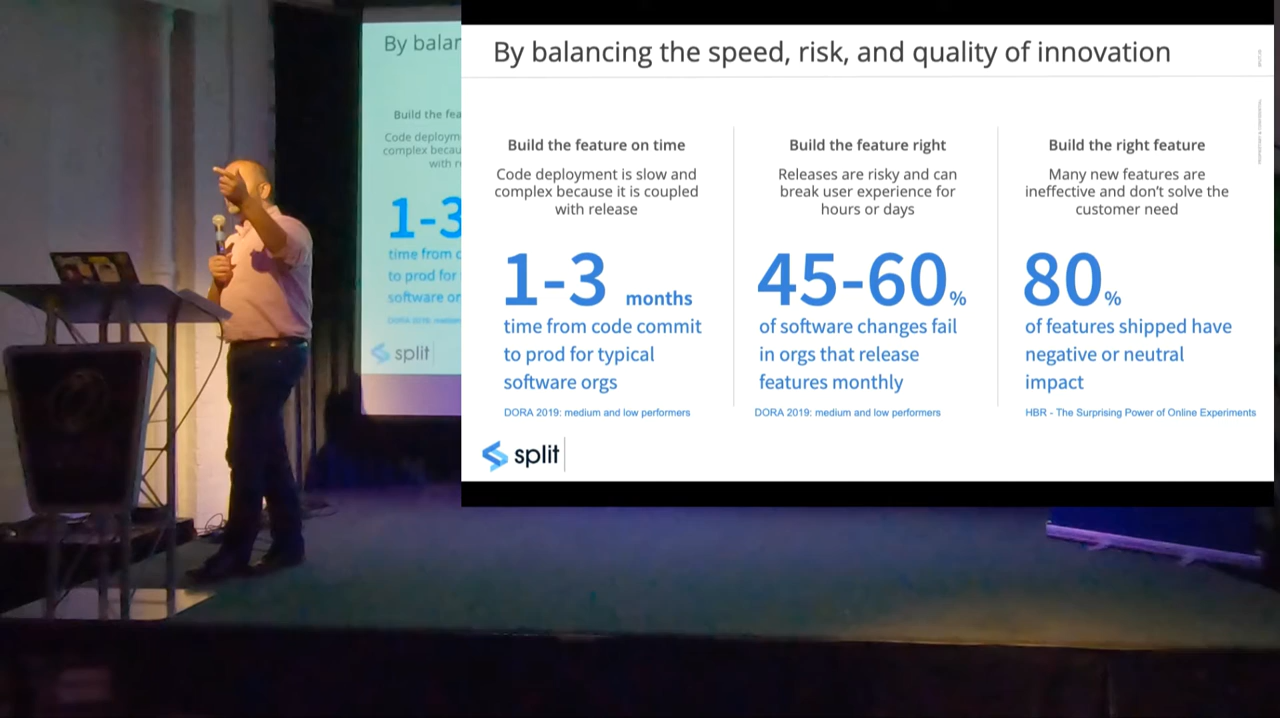 By balancing the speed, risk, and quality of innovation
Build the feature on time
Code deployment is slow and
complex because it is coupled
with release
1-3 months
time from code commit
to prod for typical
software orgs
DORA 2019: medium and low performers
Build the feature right
Releases are risky and can
break user experience for
hours or days
45-60%
of software changes fail
in orgs that release
features monthly
DORA 2019: medium and low performers
Build the right feature
Many new features are
ineffective and don't solve the
customer need
80%
of features shipped have
negative or neutral
impact
HBR - The Surprising Power of Online Experiments
split
By balan
Build the fea
Code deploym
complex becau
with r
1-3
time from c
to prod for
software or
DORA 2019: medium
split